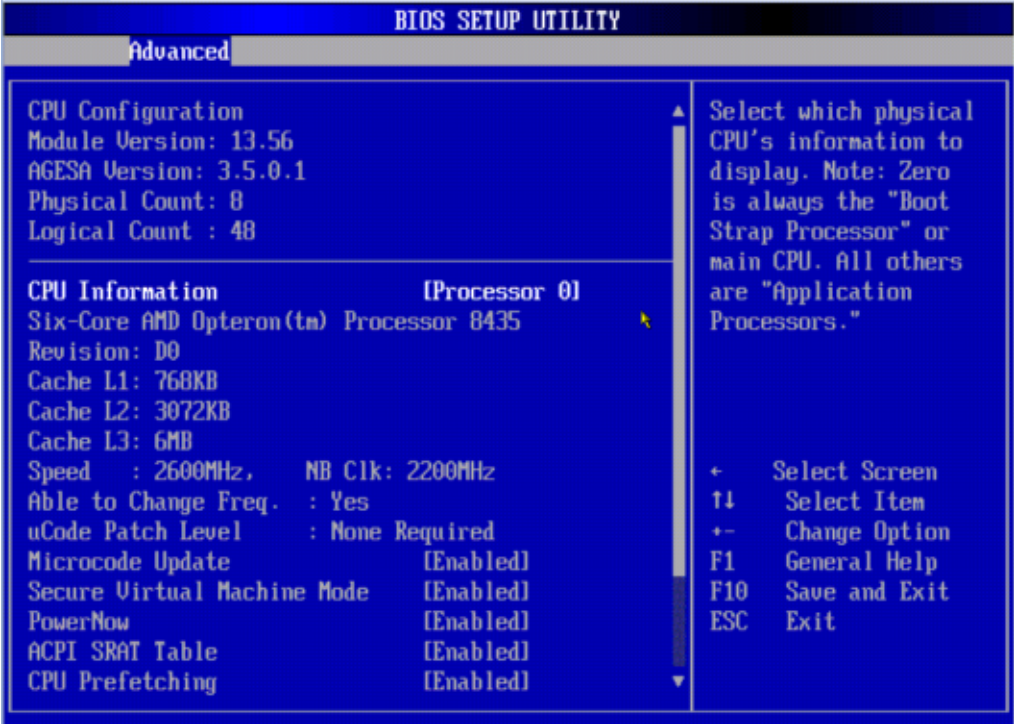 BIOS SETUP UTILITY
Advanced
CPU Configuration
Module Version: 13.56
AGESA Version: 3.5.0.1
Physical Count: 8
Logical Count : 48
CPU Information [Processor 0]
Six-Core AMD Opteron(tm) Processor 8435
Revision: D0
Cache L1: 768KB
Cache L2: 3072KB
Cache L3: 6MB
Speed : 2600MHz, NB Clk: 2200MHz
Able to Change Freq. : Yes
uCode Patch Level : None Required
Microcode Update [Enabled]
Secure Virtual Machine Mode [Enabled]
PowerNow [Enabled]
ACPI SRAT Table [Enabled]
CPU Prefetching [Enabled]
Select which physical
CPU's information to
display. Note: Zero
is always the "Boot
Strap Processor" or
main CPU. All others
are "Application
Processors."
← Select Screen
↑↓ Select Item
+- Change Option
F1 General Help
F10 Save and Exit
ESC Exit